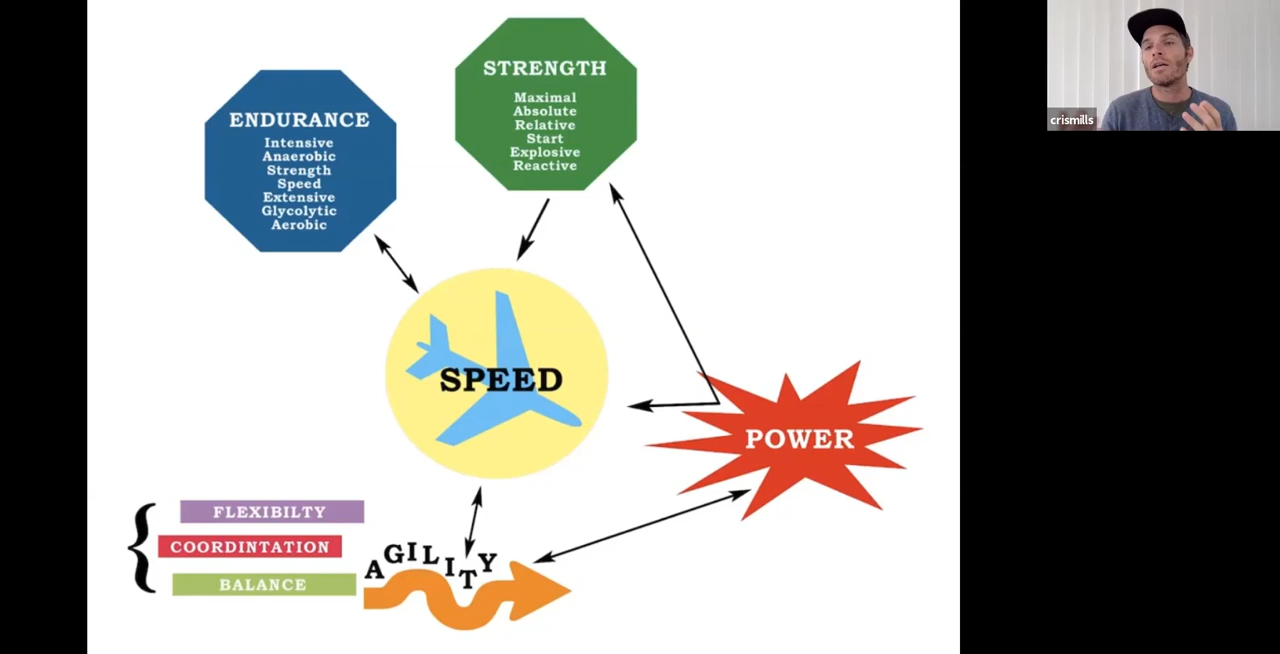 STRENGTH
Maximal
Absolute
Relative
Start
Explosive
Reactive
ENDURANCE
Intensive
Anaerobic
Strength
Speed
Extensive
Glycolytic
Aerobic
crismills
SPEED
POWER
FLEXIBILTY
COORDINTATION
BALANCE
AGILITY